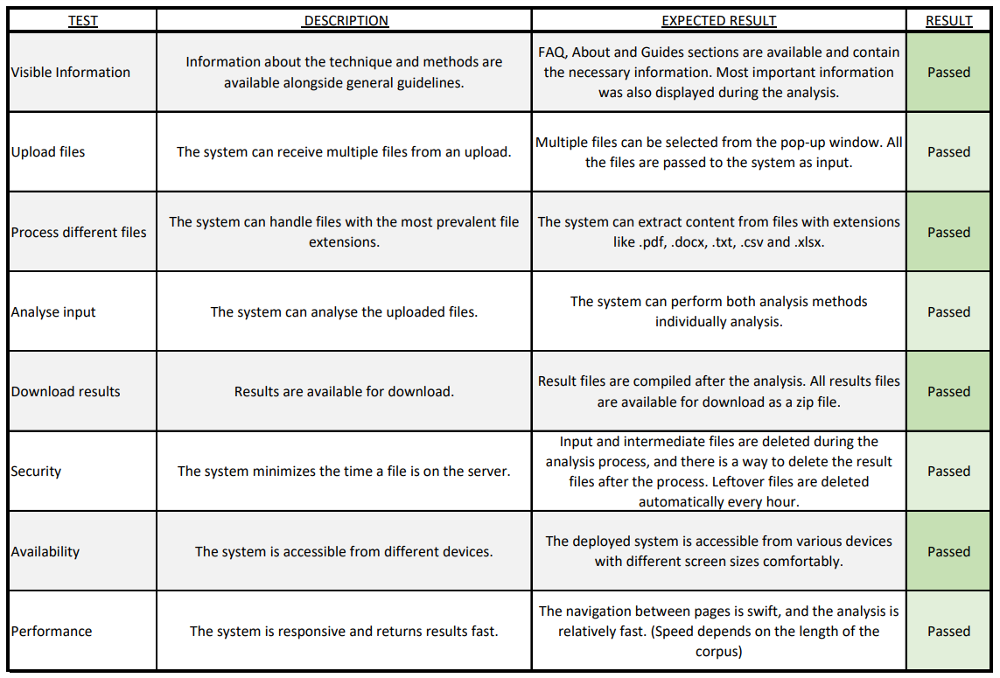 TEST DESCRIPTION EXPECTED RESULT RESULT
Visible Information
Information about the technique and methods are
available alongside general guidelines.
FAQ, About and Guides sections are available and contain
the necessary information. Most important information
was also displayed during the analysis.
Passed
Upload files
The system can receive multiple files from an upload.
Multiple files can be selected from the pop-up window. All
the files are passed to the system as input.
Passed
Process different files
The system can handle files with the most prevalent file
extensions.
The system can extract content from files with extensions
like .pdf, .docx, .txt, .csv and .xlsx.
Passed
Analyse input
The system can analyse the uploaded files.
The system can perform both analysis methods
individually analysis.
Passed
Download results
Results are available for download.
Result files are compiled after the analysis. All results files
are available for download as a zip file.
Passed
Security
The system minimizes the time a file is on the server.
Input and intermediate files are deleted during the
analysis process, and there is a way to delete the result
files after the process. Leftover files are deleted
automatically every hour.
Passed
Availability
The system is accessible from different devices.
The deployed system is accessible from various devices
with different screen sizes comfortably.
Passed
Performance
The system is responsive and returns results fast.
The navigation between pages is swift, and the analysis is
relatively fast. (Speed depends on the length of the
corpus)
Passed